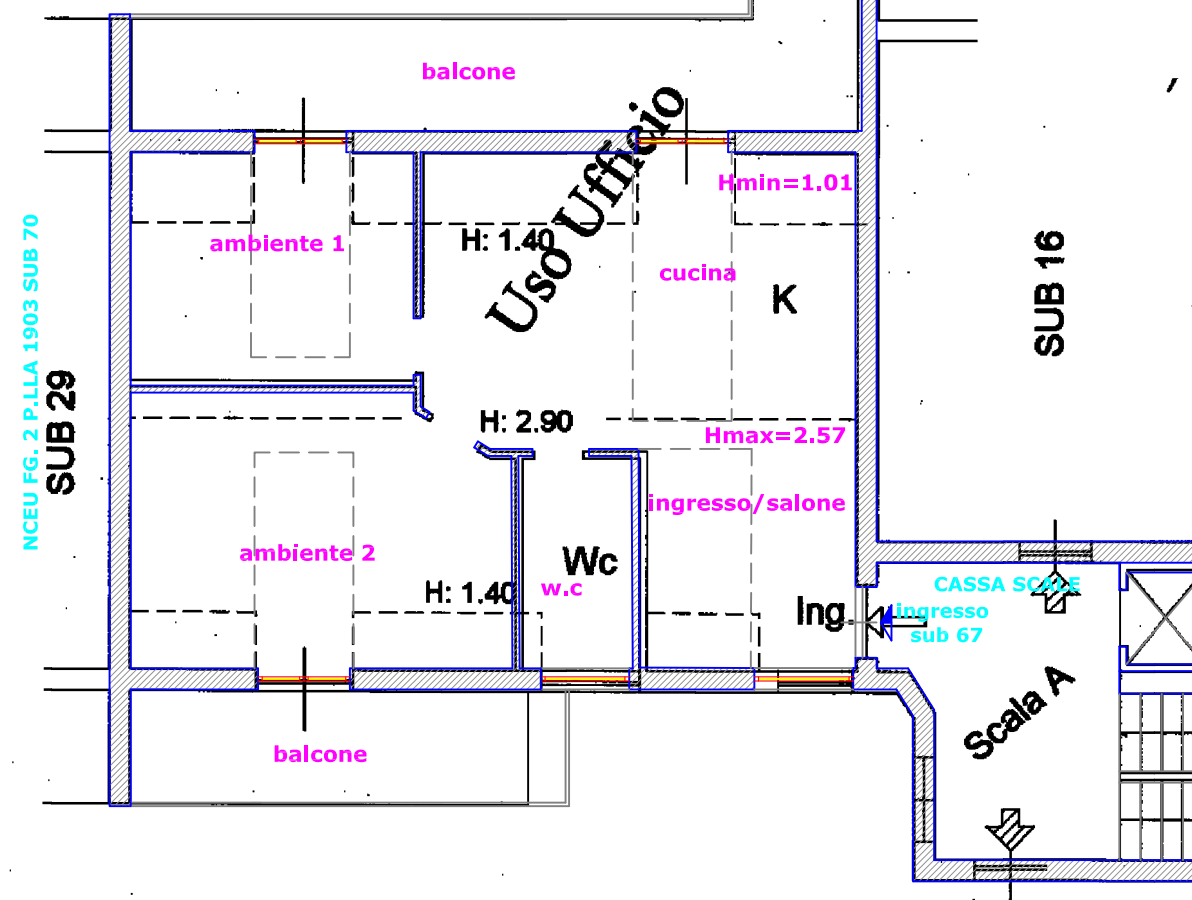 balcone
Uso Ufficio
Hmin=1.01
ambiente 1
H: 1.40
cucina
K
SUB 16
NCEU FG. 2 P.LLA 1903 SUB 70
SUB 29
H: 2.90
Hmax=2.57
ingresso/salone
ambiente 2
Wc
w.c
H: 1.40
Ing.
CASSA SCALE
ingresso
sub 67
Scala A
balcone